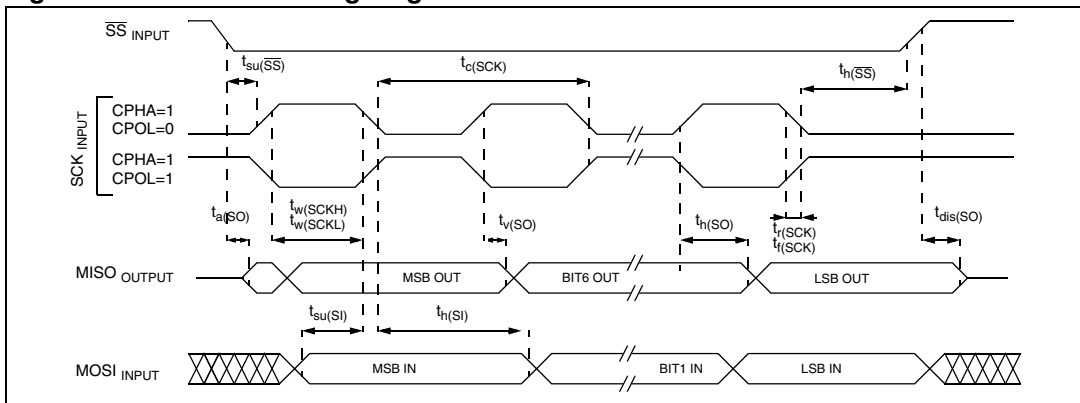 SS INPUT
tsu(SS)
tc(SCK)
th(SS)
SCK INPUT
CPHA=1
CPOL=0
CPHA=1
CPOL=1
ta(SO)
tw(SCKH)
tw(SCKL)
tv(SO)
th(SO)
tr(SCK)
tf(SCK)
tdis(SO)
MISO OUTPUT
MSB OUT
BIT6 OUT
LSB OUT
tsu(SI)
th(SI)
MOSI INPUT
MSB IN
BIT1 IN
LSB IN